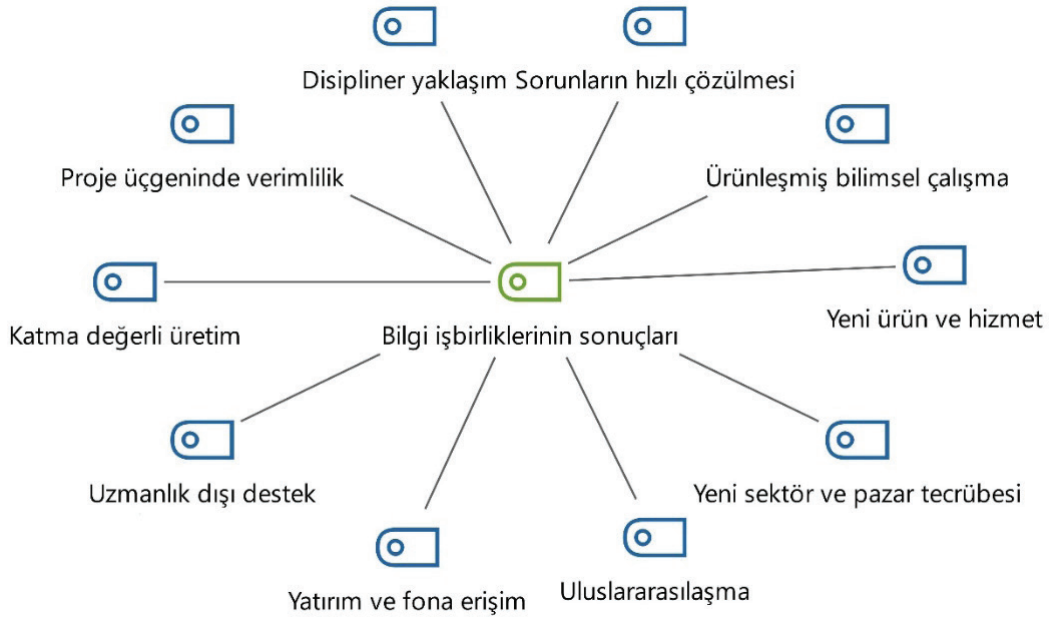 Disipliner yaklaşım
Sorunların hızlı çözülmesi
Proje üçgeninde verimlilik
Ürünleşmiş bilimsel çalışma
Katma değerli üretim
Bilgi işbirliklerinin sonuçları
Yeni ürün ve hizmet
Uzmanlık dışı destek
Yeni sektör ve pazar tecrübesi
Yatırım ve fona erişim
Uluslararasılaşma